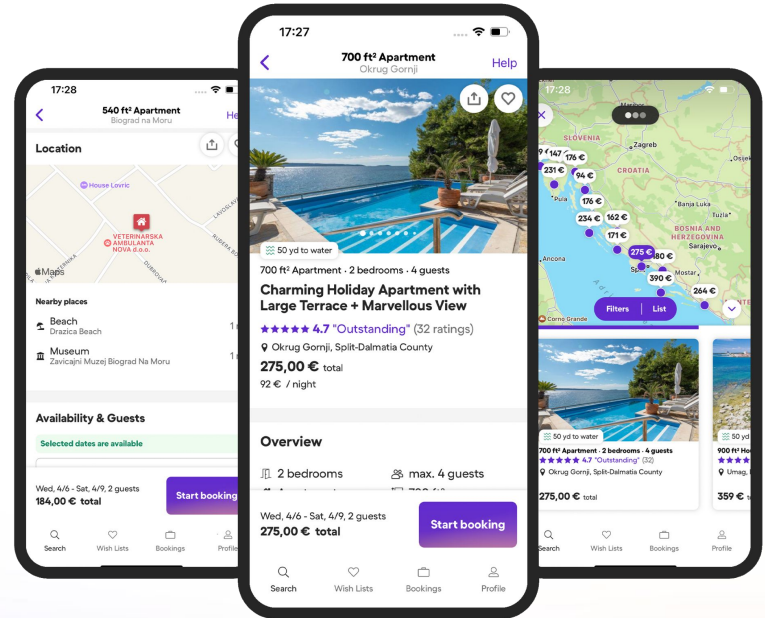 17:28
540 ft² Apartment
Biograd na Moru
Location
House Lovric
VETERINARSKA
AMBULANTA
NOVA d.o.o.
DUBROVAČ
Maps
Nearby places
Beach
Drazica Beach
Museum
Zavicajni Muzej Biograd Na Moru
Availability & Guests
Selected dates are available
Wed, 4/6 - Sat, 4/9, 2 guests
184,00 € total
Start booking
Search
Wish Lists
Bookings
Profile
17:27
700 ft² Apartment
Okrug Gornji
Help
50 yd to water
700 ft² Apartment · 2 bedrooms · 4 guests
Charming Holiday Apartment with
Large Terrace + Marvellous View
4.7 "Outstanding" (32 ratings)
Okrug Gornji, Split-Dalmatia County
275,00 € total
92 € / night
Overview
2 bedrooms
max. 4 guests
Wed, 4/6 - Sat, 4/9, 2 guests
275,00 € total
Start booking
Search
Wish Lists
Bookings
Profile
17:28
SLOVENIA
Zagreb
147
176 €
231 €
94 €
CROATIA
Osijek
Pula
176 €
Banja Luka
234 €
162 €
Tuzla
171 €
BOSNIA AND
HERZEGOVINA
Sarajevo
Ancona
275 €
Mostar
390 €
264 €
Corno Grande
Filters
List
50 yd to water
700 ft² Apartment · 2 bedrooms · 4 guests
4.7 "Outstanding" (32)
Okrug Gornji, Split-Dalmatia County
275,00 € total
50 yd
900 ft² Ho
Umag,
359 €
Search
Wish Lists
Bookings
Profile